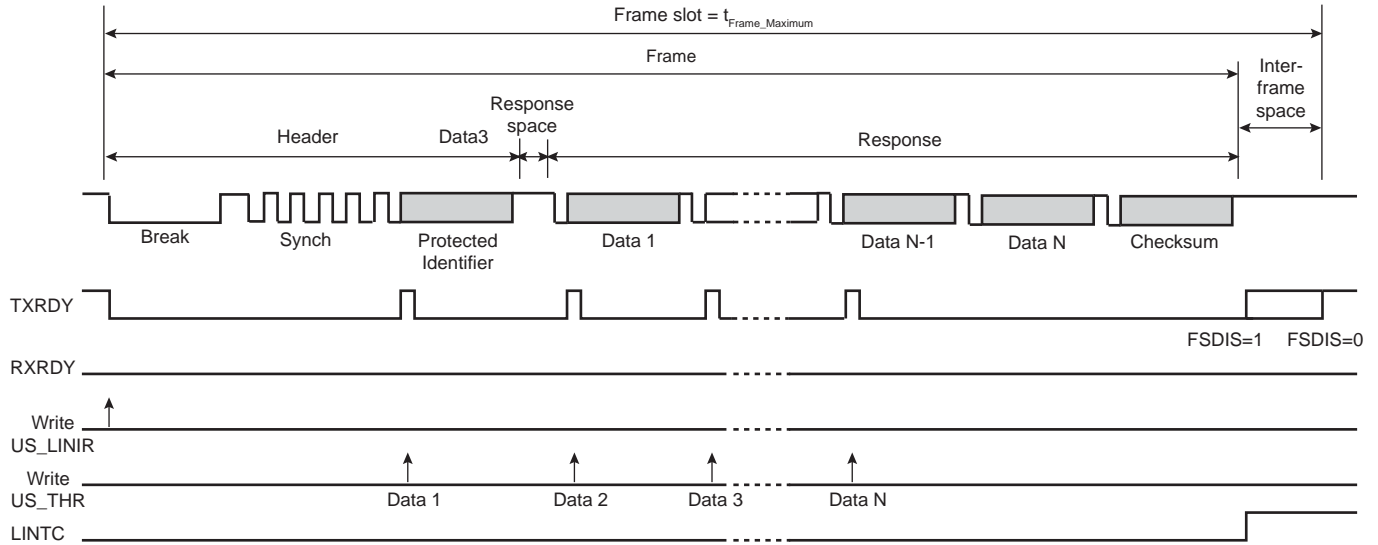 Frame slot = tFrame_Maximum
Frame
Inter-
frame
space
Response
space
Header
Data3
Response
Break
Synch
Protected
Identifier
Data 1
Data N-1
Data N
Checksum
TXRDY
FSDIS=1
FSDIS=0
RXRDY
Write
US_LINIR
Write
US_THR
Data 1
Data 2
Data 3
Data N
LINTC